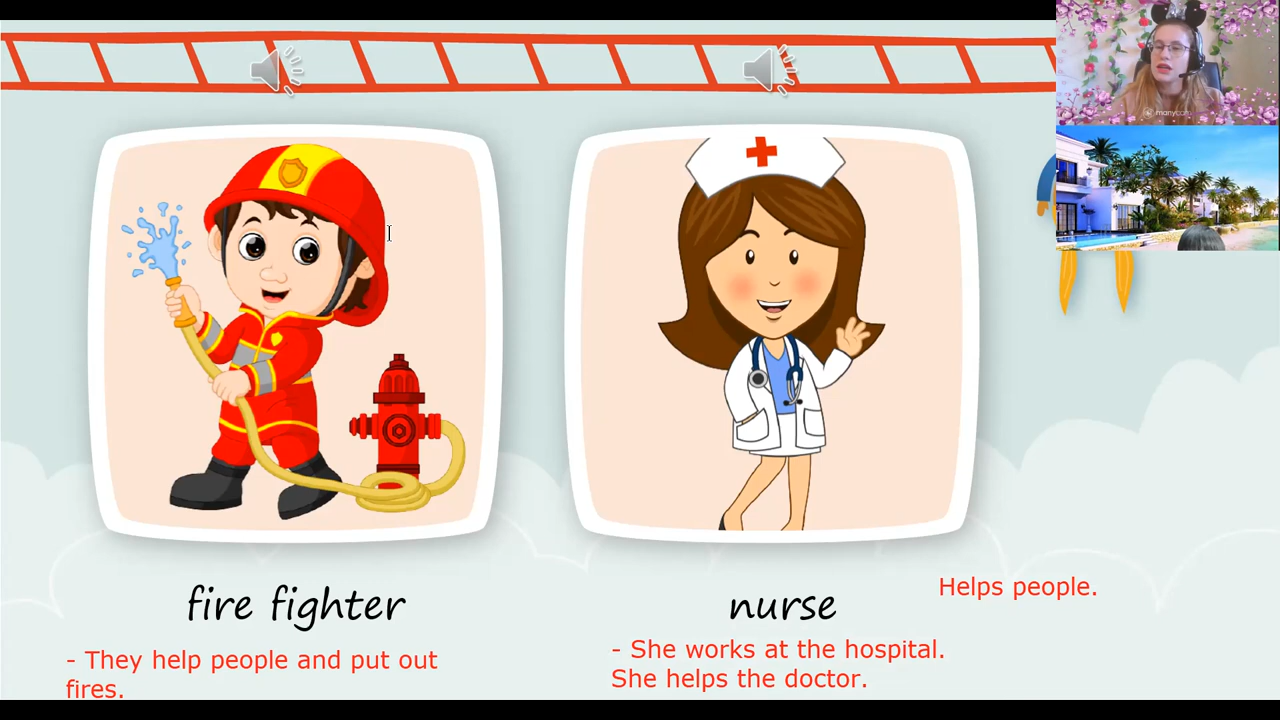 manycam
fire fighter
nurse
Helps people.
- They help people and put out
fires.
- She works at the hospital.
She helps the doctor.